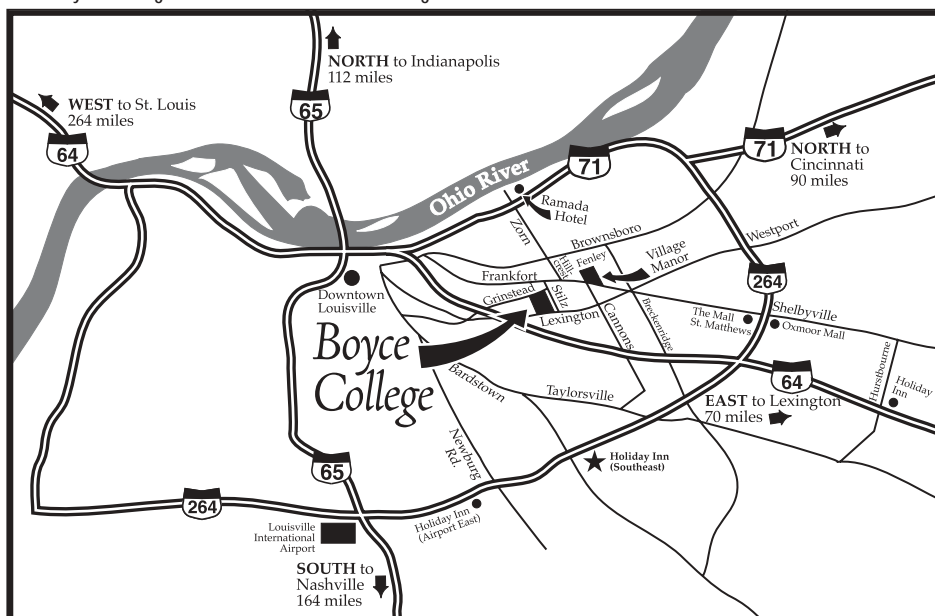 NORTH to Indianapolis
112 miles
WEST to St. Louis
264 miles
65
64
Ohio River
71
71
NORTH to
Cincinnati
90 miles
Ramada
Hotel
Zorn
Brownsboro
Westport
Hill-
crest
Fenley
Village
Manor
Frankfort
Grinstead
Stilz
Lexington
Cannons
Breckenridge
264
Downtown
Louisville
Shelbyville
The Mall
St. Matthews
Oxmoor Mall
Boyce
College
Bardstown
Taylorsville
64
Hurstbourne
Holiday
Inn
EAST to Lexington
70 miles
Newburg
Rd.
Holiday Inn
(Southeast)
65
264
Holiday Inn
(Airport East)
Louisville
International
Airport
SOUTH to
Nashville
164 miles